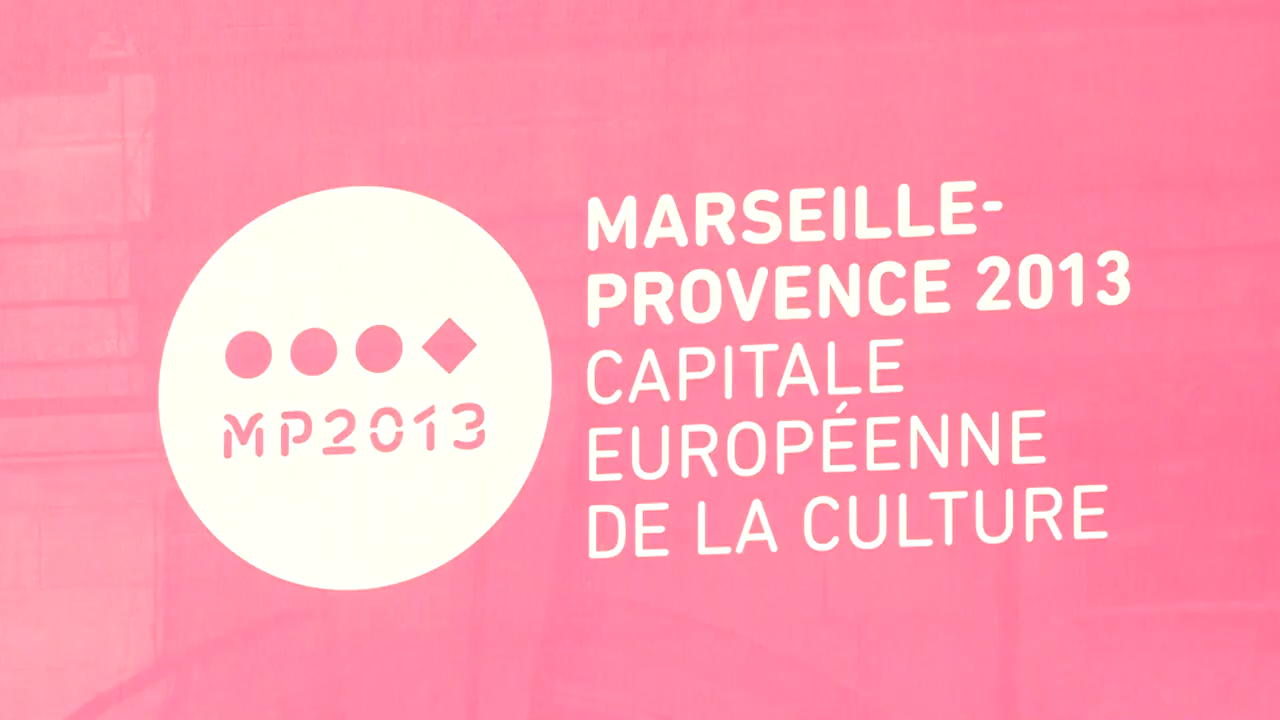 MP2013
MARSEILLE-
PROVENCE 2013
CAPITALE
EUROPÉENNE
DE LA CULTURE